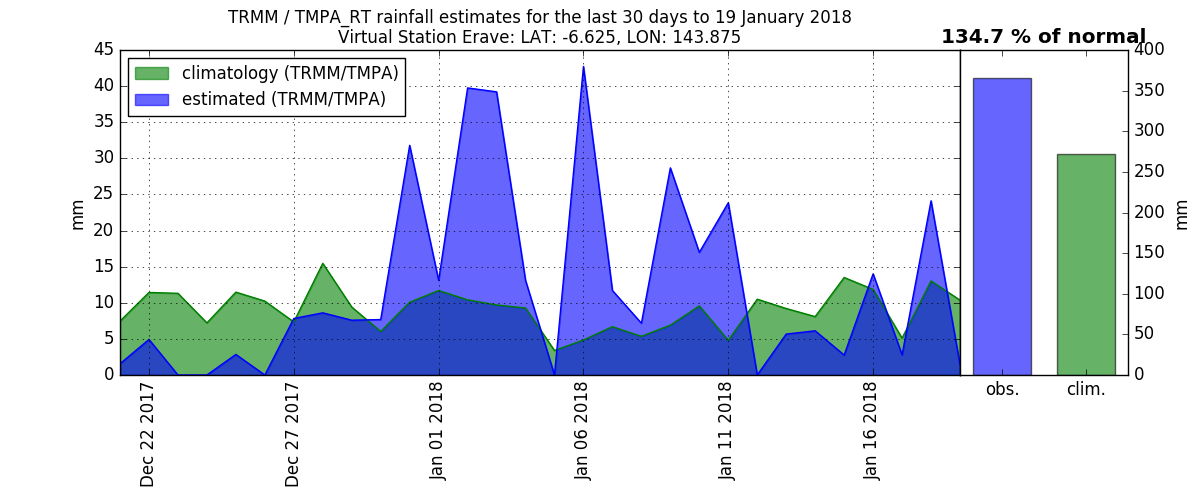 TRMM / TMPA_RT rainfall estimates for the last 30 days to 19 January 2018
Virtual Station Erave: LAT: -6.625, LON: 143.875
134.7 % of normal
climatology (TRMM/TMPA)
estimated (TRMM/TMPA)
mm
45
40
35
30
25
20
15
10
5
0
Dec 22 2017
Dec 27 2017
Jan 01 2018
Jan 06 2018
Jan 11 2018
Jan 16 2018
400
350
300
250
200
150
100
50
0
mm
obs.
clim.